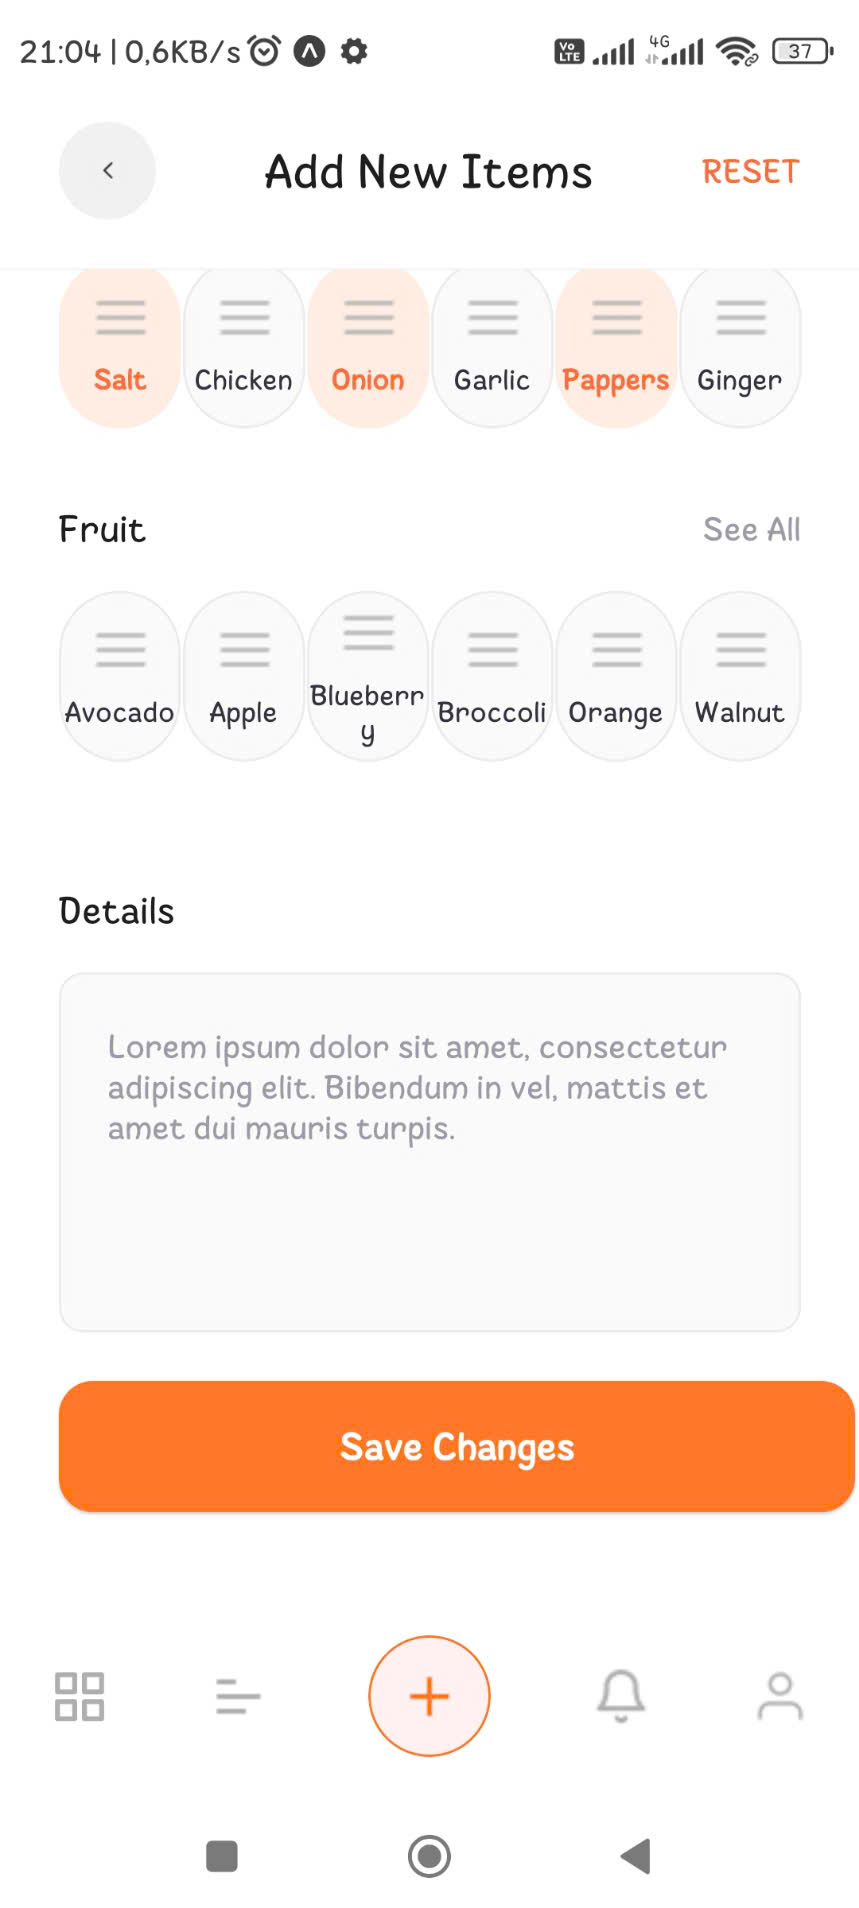 21:04 | 0,6KB/s Vo LTE 4G 37
Add New Items RESET
Salt Chicken Onion Garlic Pappers Ginger
Fruit See All
Avocado Apple Blueberr Broccoli Orange Walnut
y
Details
Lorem ipsum dolor sit amet, consectetur
adipiscing elit. Bibendum in vel, mattis et
amet dui mauris turpis.
Save Changes